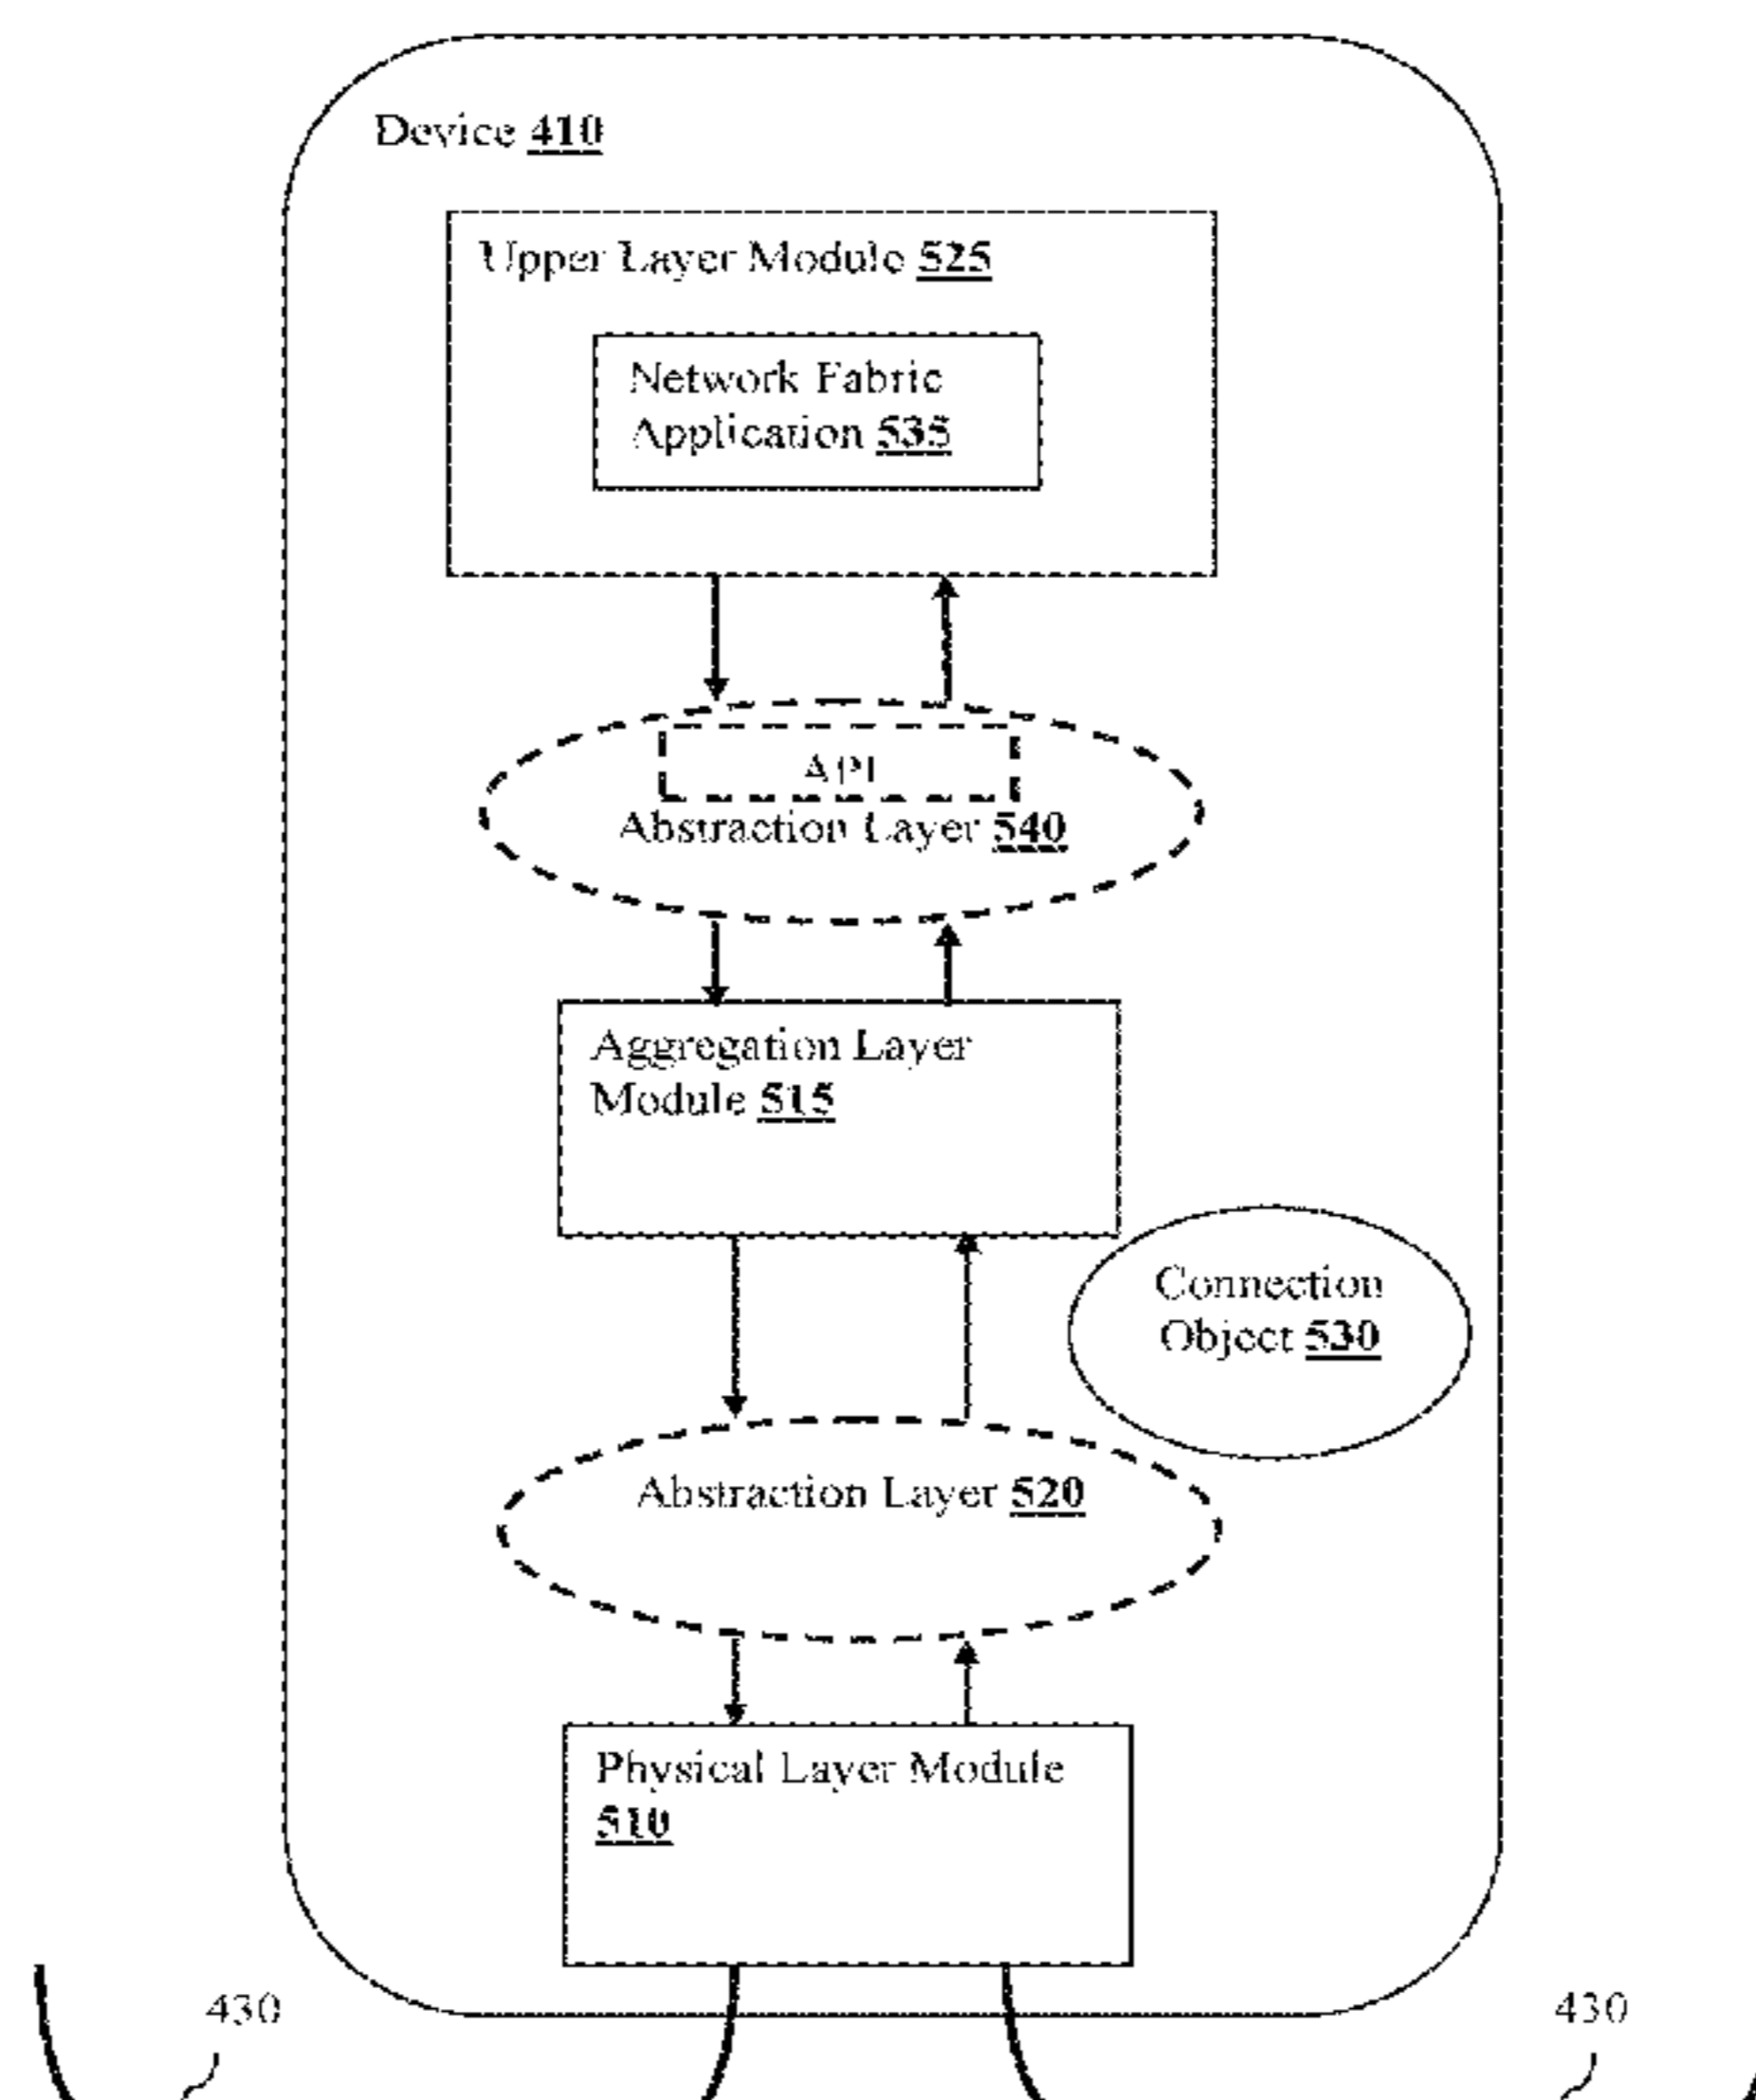 Device 410
Upper Layer Module 525
Network Fabric
Application 535
API
Abstraction Layer 540
Aggregation Layer
Module 515
Connection
Object 530
Abstraction Layer 520
Physical Layer Module
510
430
430